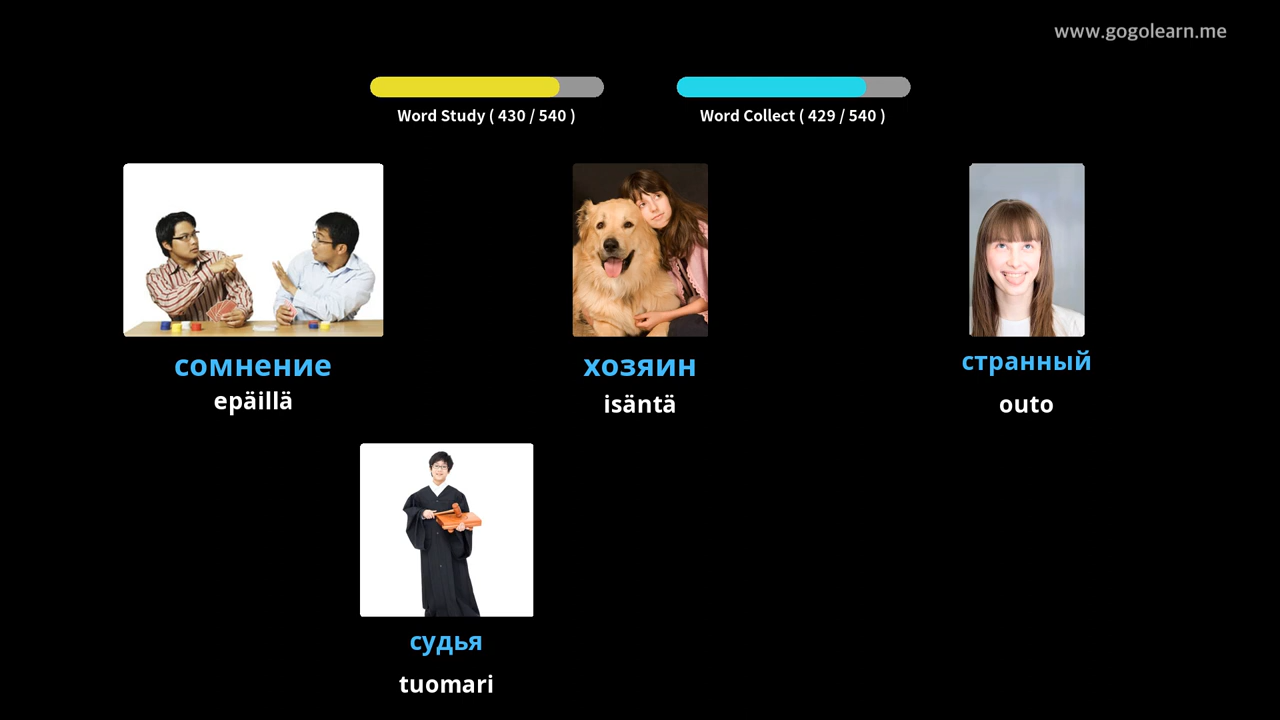 www.gogolearn.me
Word Study ( 430 / 540 )
Word Collect ( 429 / 540 )
сомнение
epäillä
хозяин
isäntä
странный
outo
судья
tuomari